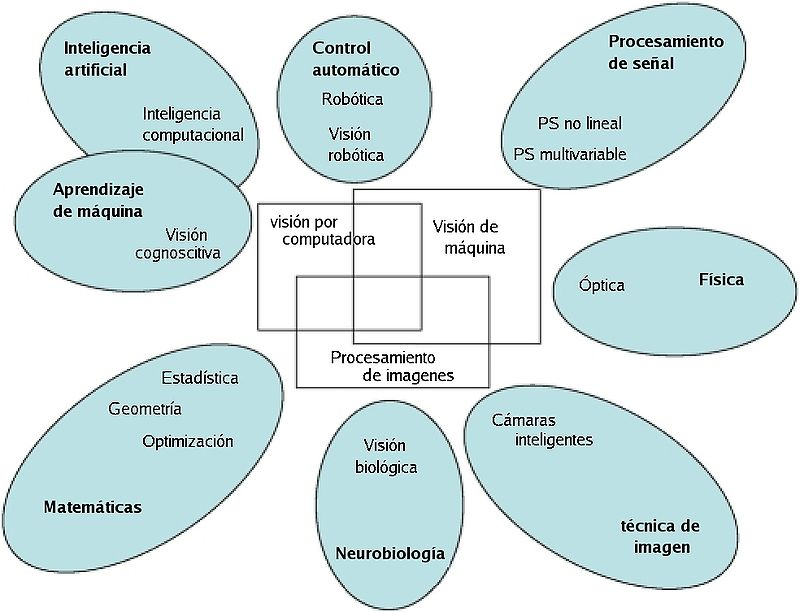 Inteligencia
artificial
Inteligencia
computacional
Control
automático
Robótica
Visión
robótica
Procesamiento
de señal
PS no lineal
PS multivariable
Aprendizaje
de máquina
Visión
cognoscitiva
visión por
computadora
Visión de
máquina
Procesamiento
de imagenes
Óptica
Física
Estadística
Geometría
Optimización
Matemáticas
Visión
biológica
Neurobiología
Cámaras
inteligentes
técnica de
imagen